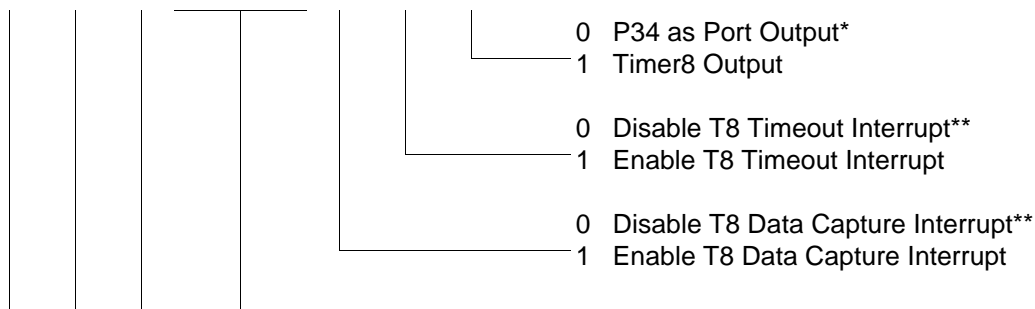 0 P34 as Port Output*
1 Timer8 Output
0 Disable T8 Timeout Interrupt**
1 Enable T8 Timeout Interrupt
0 Disable T8 Data Capture Interrupt**
1 Enable T8 Data Capture Interrupt